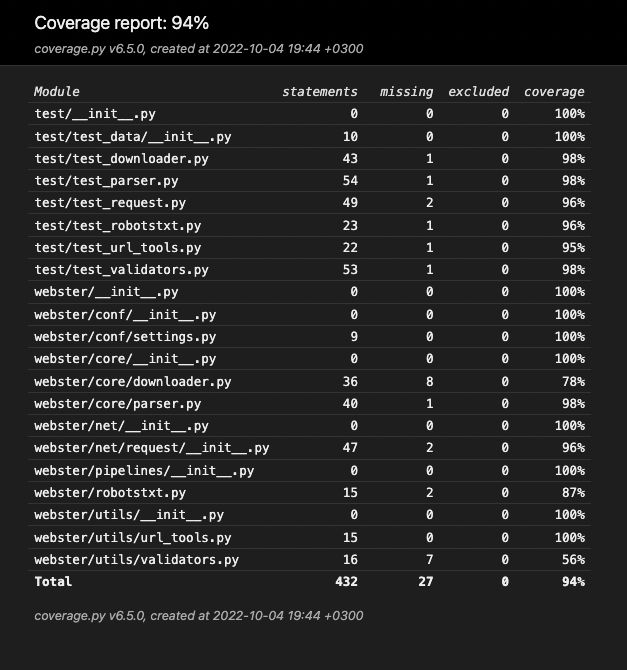 Coverage report: 94%
coverage.py v6.5.0, created at 2022-10-04 19:44 +0300
Module statements missing excluded coverage
test/__init__.py 0 0 0 100%
test/test_data/__init__.py 10 0 0 100%
test/test_downloader.py 43 1 0 98%
test/test_parser.py 54 1 0 98%
test/test_request.py 49 2 0 96%
test/test_robotstxt.py 23 1 0 96%
test/test_url_tools.py 22 1 0 95%
test/test_validators.py 53 1 0 98%
webster/__init__.py 0 0 0 100%
webster/conf/__init__.py 0 0 0 100%
webster/conf/settings.py 9 0 0 100%
webster/core/__init__.py 0 0 0 100%
webster/core/downloader.py 36 8 0 78%
webster/core/parser.py 40 1 0 98%
webster/net/__init__.py 0 0 0 100%
webster/net/request/__init__.py 47 2 0 96%
webster/pipelines/__init__.py 0 0 0 100%
webster/robotstxt.py 15 2 0 87%
webster/utils/__init__.py 0 0 0 100%
webster/utils/url_tools.py 15 0 0 100%
webster/utils/validators.py 16 7 0 56%
Total 432 27 0 94%
coverage.py v6.5.0, created at 2022-10-04 19:44 +0300